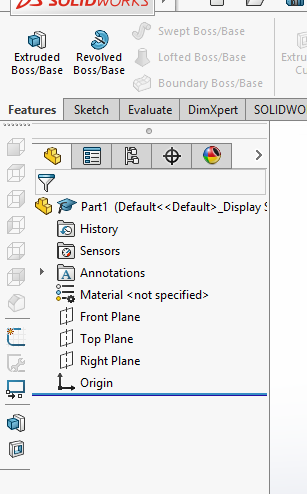 SOLIDWORKS
Extruded Boss/Base
Revolved Boss/Base
Swept Boss/Base
Lofted Boss/Base
Boundary Boss/Base
Features Sketch Evaluate DimXpert SOLIDWO
Part1 (Default<<Default>_Display S
History
Sensors
Annotations
Material <not specified>
Front Plane
Top Plane
Right Plane
Origin